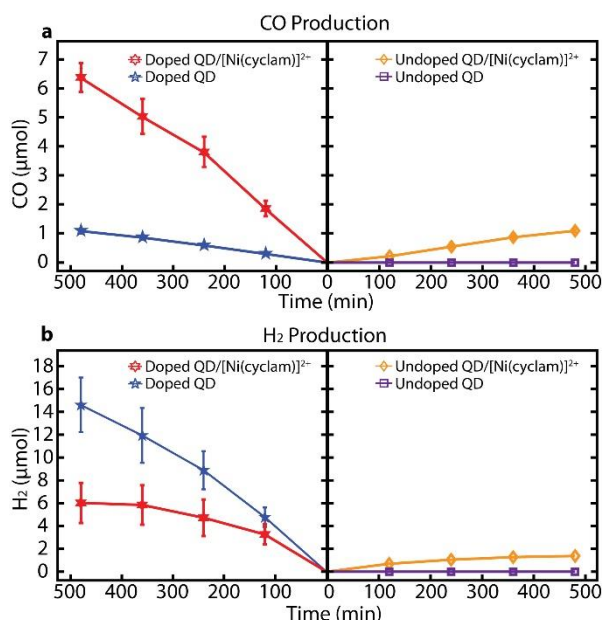 CO Production
a
Doped QD/[Ni(cyclam)]²⁺
Doped QD
Undoped QD/[Ni(cyclam)]²⁺
Undoped QD
CO (μmol)
7
6
5
4
3
2
1
0
500 400 300 200 100 0 100 200 300 400 500
Time (min)
b
H₂ Production
Doped QD/[Ni(cyclam)]²⁺
Doped QD
Undoped QD/[Ni(cyclam)]²⁺
Undoped QD
H₂ (μmol)
18
16
14
12
10
8
6
4
2
0
500 400 300 200 100 0 100 200 300 400 500
Time (min)